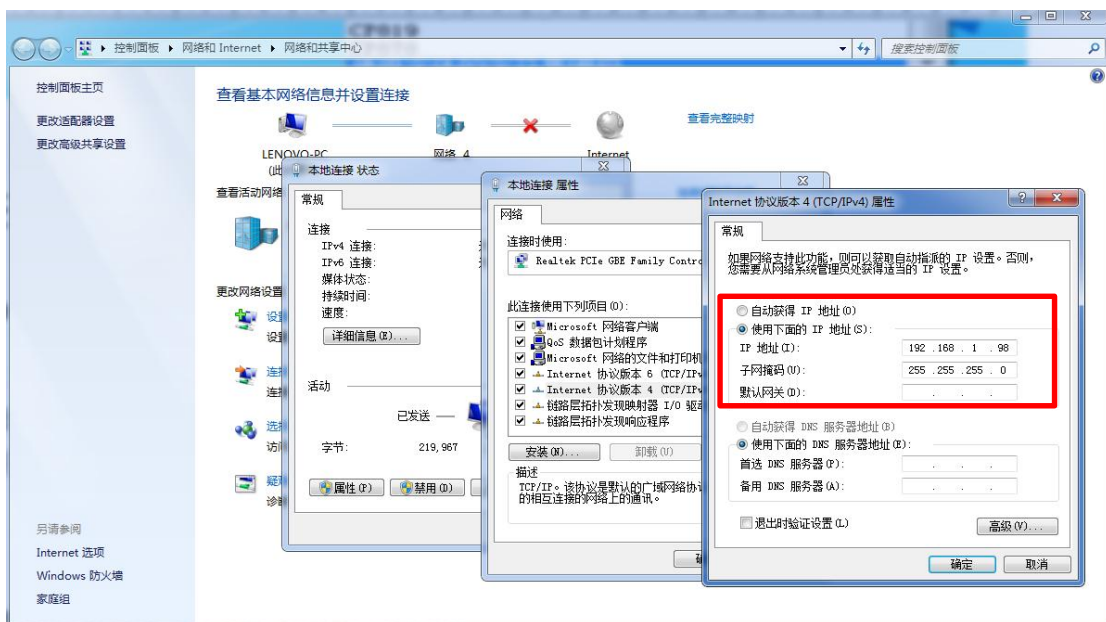 CP019
控制面板 ▸ 网络和 Internet ▸ 网络和共享中心
搜索控制面板
控制面板主页
更改适配器设置
更改高级共享设置
另请参阅
Internet 选项
Windows 防火墙
家庭组
查看基本网络信息并设置连接
查看完整映射
LENOVO-PC
网络 4
Internet
查看活动网络
更改网络设置
本地连接 状态
常规
连接
IPv4 连接:
IPv6 连接:
媒体状态:
持续时间:
速度:
详细信息(E)...
活动
已发送
字节:
219,967
属性(P)
禁用(D)
本地连接 属性
网络
连接时使用:
Realtek PCIe GBE Family Contro
此连接使用下列项目(O):
Microsoft 网络客户端
QoS 数据包计划程序
Microsoft 网络的文件和打印机
Internet 协议版本 6 (TCP/IPv
Internet 协议版本 4 (TCP/IPv
链路层拓扑发现映射器 I/O 驱动
链路层拓扑发现响应程序
安装(N)...
卸载(U)
描述
TCP/IP。该协议是默认的广域网络协议
的相互连接的网络上的通讯。
Internet 协议版本 4 (TCP/IPv4) 属性
常规
如果网络支持此功能，则可以获取自动指派的 IP 设置。否则，
您需要从网络系统管理员处获得适当的 IP 设置。
自动获得 IP 地址(O)
使用下面的 IP 地址(S):
IP 地址(I): 192 . 168 . 1 . 98
子网掩码(U): 255 . 255 . 255 . 0
默认网关(D): . . .
自动获得 DNS 服务器地址(B)
使用下面的 DNS 服务器地址(E):
首选 DNS 服务器(P): . . .
备用 DNS 服务器(A): . . .
退出时验证设置(L)
高级(V)...
确定
取消